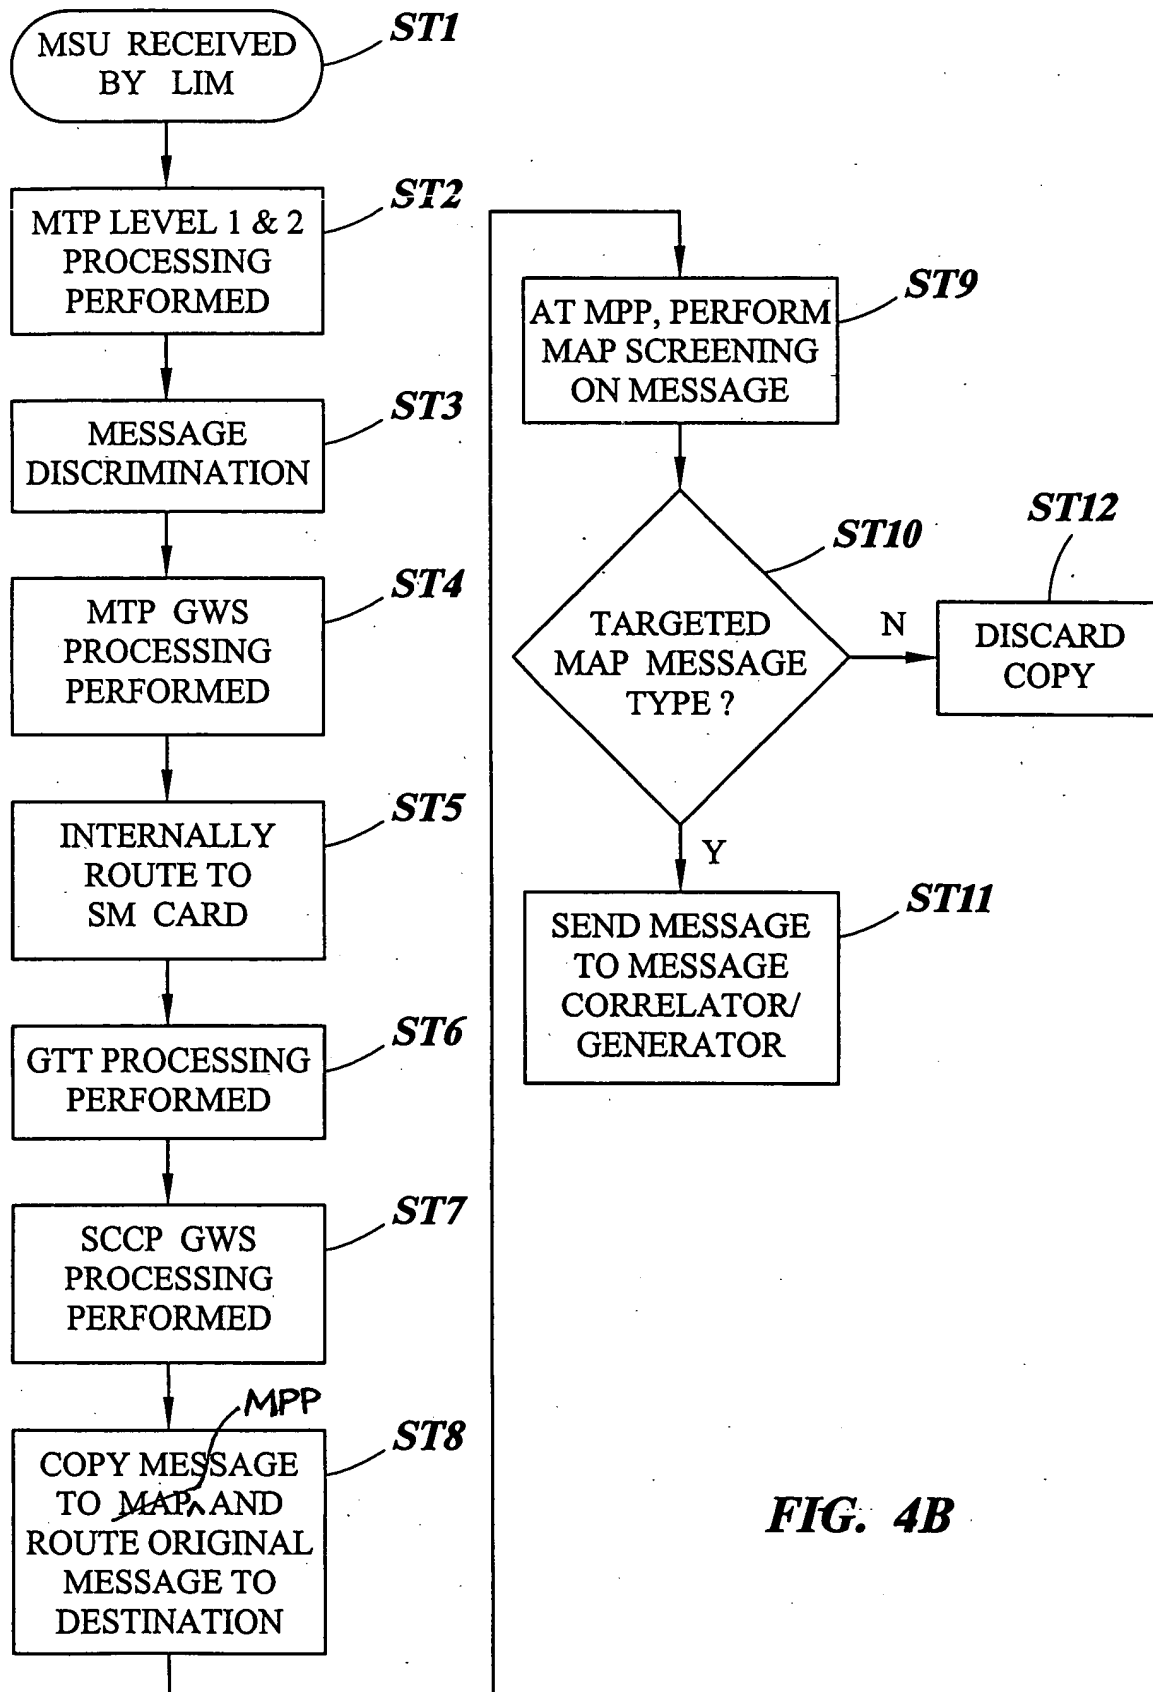 MSU RECEIVED
BY LIM
ST1
MTP LEVEL 1 & 2
PROCESSING
PERFORMED
ST2
MESSAGE
DISCRIMINATION
ST3
MTP GWS
PROCESSING
PERFORMED
ST4
INTERNALLY
ROUTE TO
SM CARD
ST5
GTT PROCESSING
PERFORMED
ST6
SCCP GWS
PROCESSING
PERFORMED
ST7
MPP
COPY MESSAGE
TO MAP AND
ROUTE ORIGINAL
MESSAGE TO
DESTINATION
ST8
AT MPP, PERFORM
MAP SCREENING
ON MESSAGE
ST9
TARGETED
MAP MESSAGE
TYPE ?
ST10
N
DISCARD
COPY
ST12
Y
SEND MESSAGE
TO MESSAGE
CORRELATOR/
GENERATOR
ST11
FIG. 4B